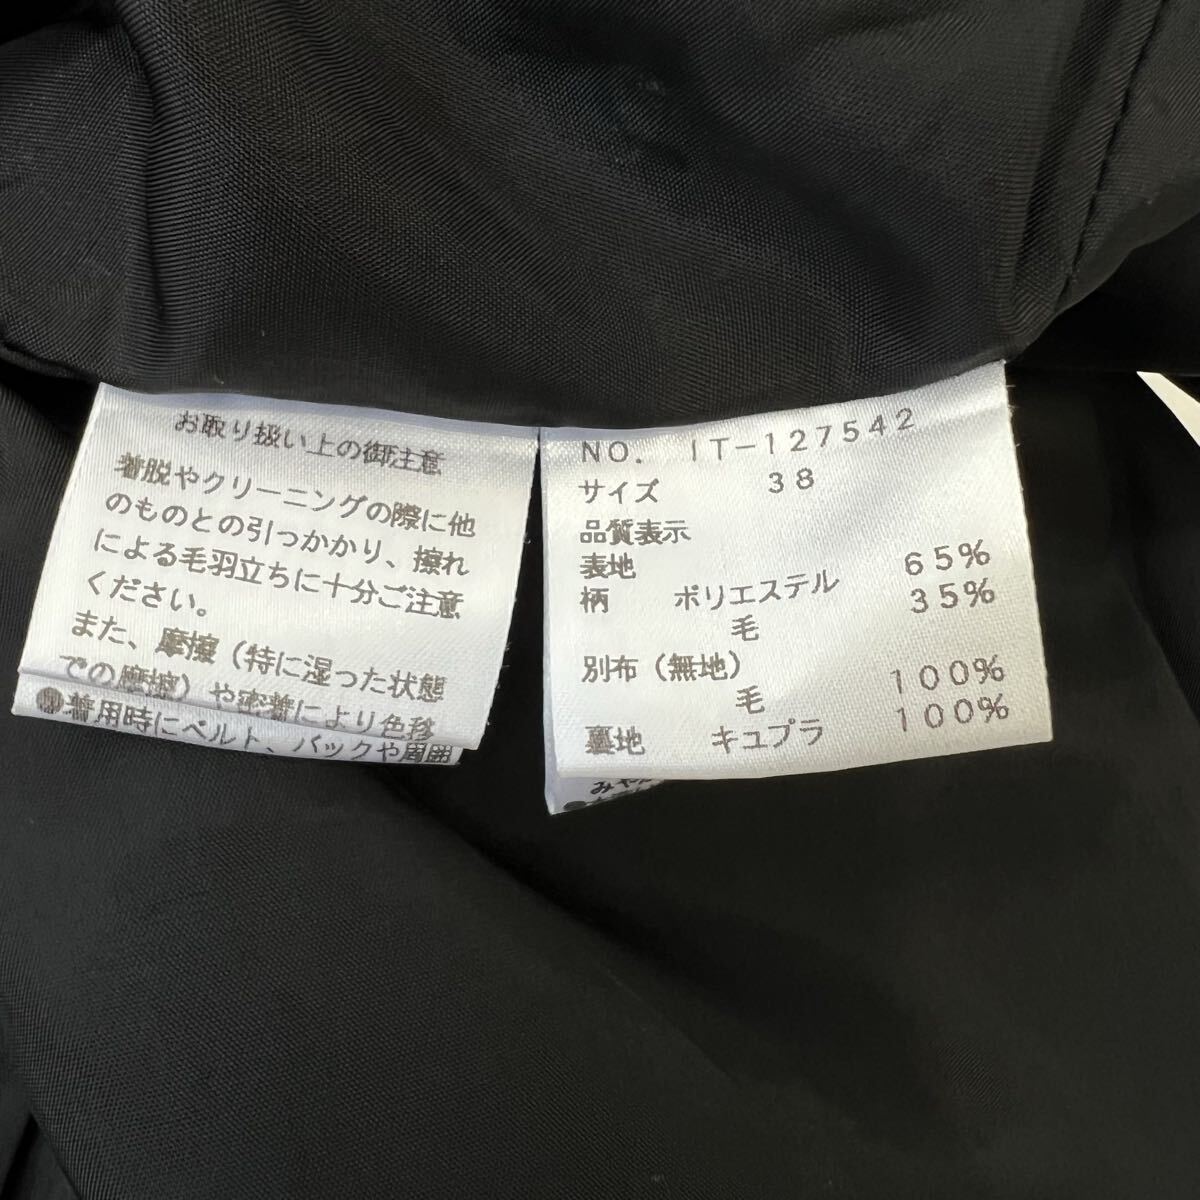 お取り扱い上の御注意
着脱やクリーニングの際に他
のものとの引っかかり、擦れ
による毛羽立ちに十分ご注意
ください。
また、摩擦(特に湿った状態
での摩擦)や密着により色移
着用時にベルト、バックや周囲
NO. IT-127542
サイズ 38
品質表示
表地
柄 ポリエステル 65%
毛 35%
別布(無地)
毛 100%
裏地 キュプラ 100%